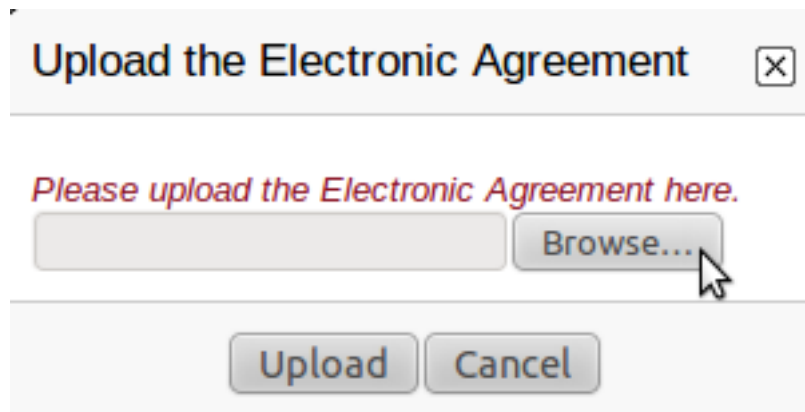 Upload the Electronic Agreement
Please upload the Electronic Agreement here.
Browse...
Upload Cancel